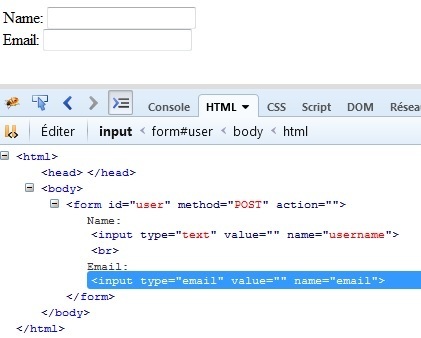 Name:
Email:
Console HTML CSS Script DOM Résea
Éditer input < form#user < body < html
<html>
<head> </head>
<body>
<form id="user" method="POST" action="">
Name:
<input type="text" value="" name="username">
<br>
Email:
<input type="email" value="" name="email">
</form>
</body>
</html>